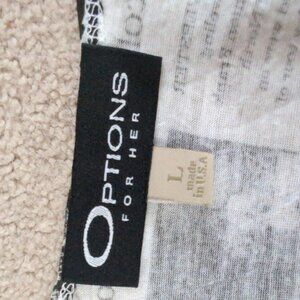 OPTIONS
FOR HER
L
made
in U.S.A